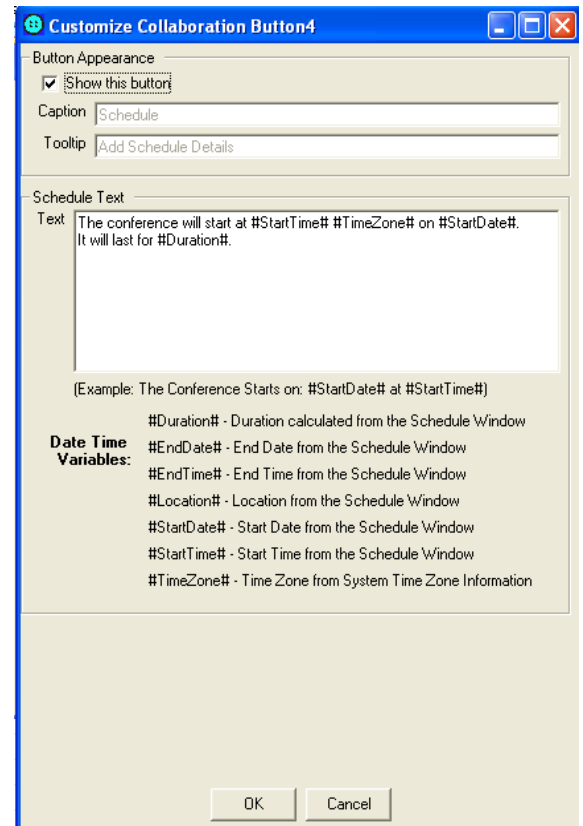 Customize Collaboration Button4
Button Appearance
Show this button
Caption Schedule
Tooltip Add Schedule Details
Schedule Text
Text The conference will start at #StartTime# #TimeZone# on #StartDate#.
It will last for #Duration#.
(Example: The Conference Starts on: #StartDate# at #StartTime#)
Date Time
Variables:
#Duration# - Duration calculated from the Schedule Window
#EndDate# - End Date from the Schedule Window
#EndTime# - End Time from the Schedule Window
#Location# - Location from the Schedule Window
#StartDate# - Start Date from the Schedule Window
#StartTime# - Start Time from the Schedule Window
#TimeZone# - Time Zone from System Time Zone Information
OK Cancel